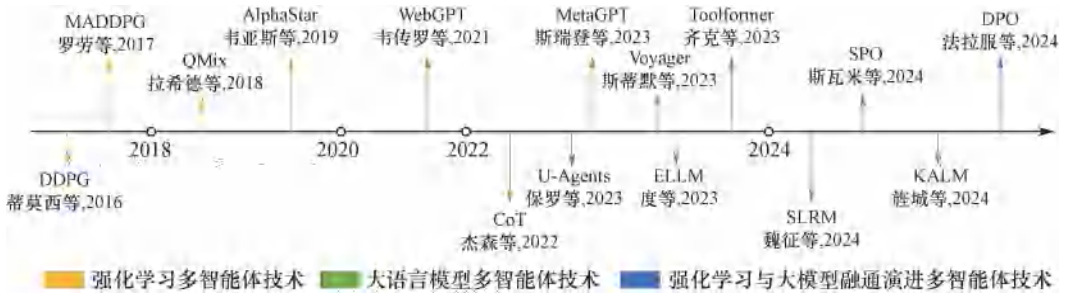 MADDPG
罗劳等,2017
AlphaStar
韦亚斯等,2019
WebGPT
韦传罗等,2021
MetaGPT
斯瑞登等,2023
Toolformer
齐克等,2023
DPO
法拉服等,2024
QMix
拉希德等,2018
Voyager
斯蒂默等,2023
SPO
斯瓦米等,2024
2018
2020
2022
2024
DDPG
蒂莫西等,2016
CoT
杰森等,2022
U-Agents
保罗等,2023
ELLM
度等,2023
SLRM
魏征等,2024
KALM
旌域等,2024
强化学习多智能体技术
大语言模型多智能体技术
强化学习与大模型融通演进多智能体技术